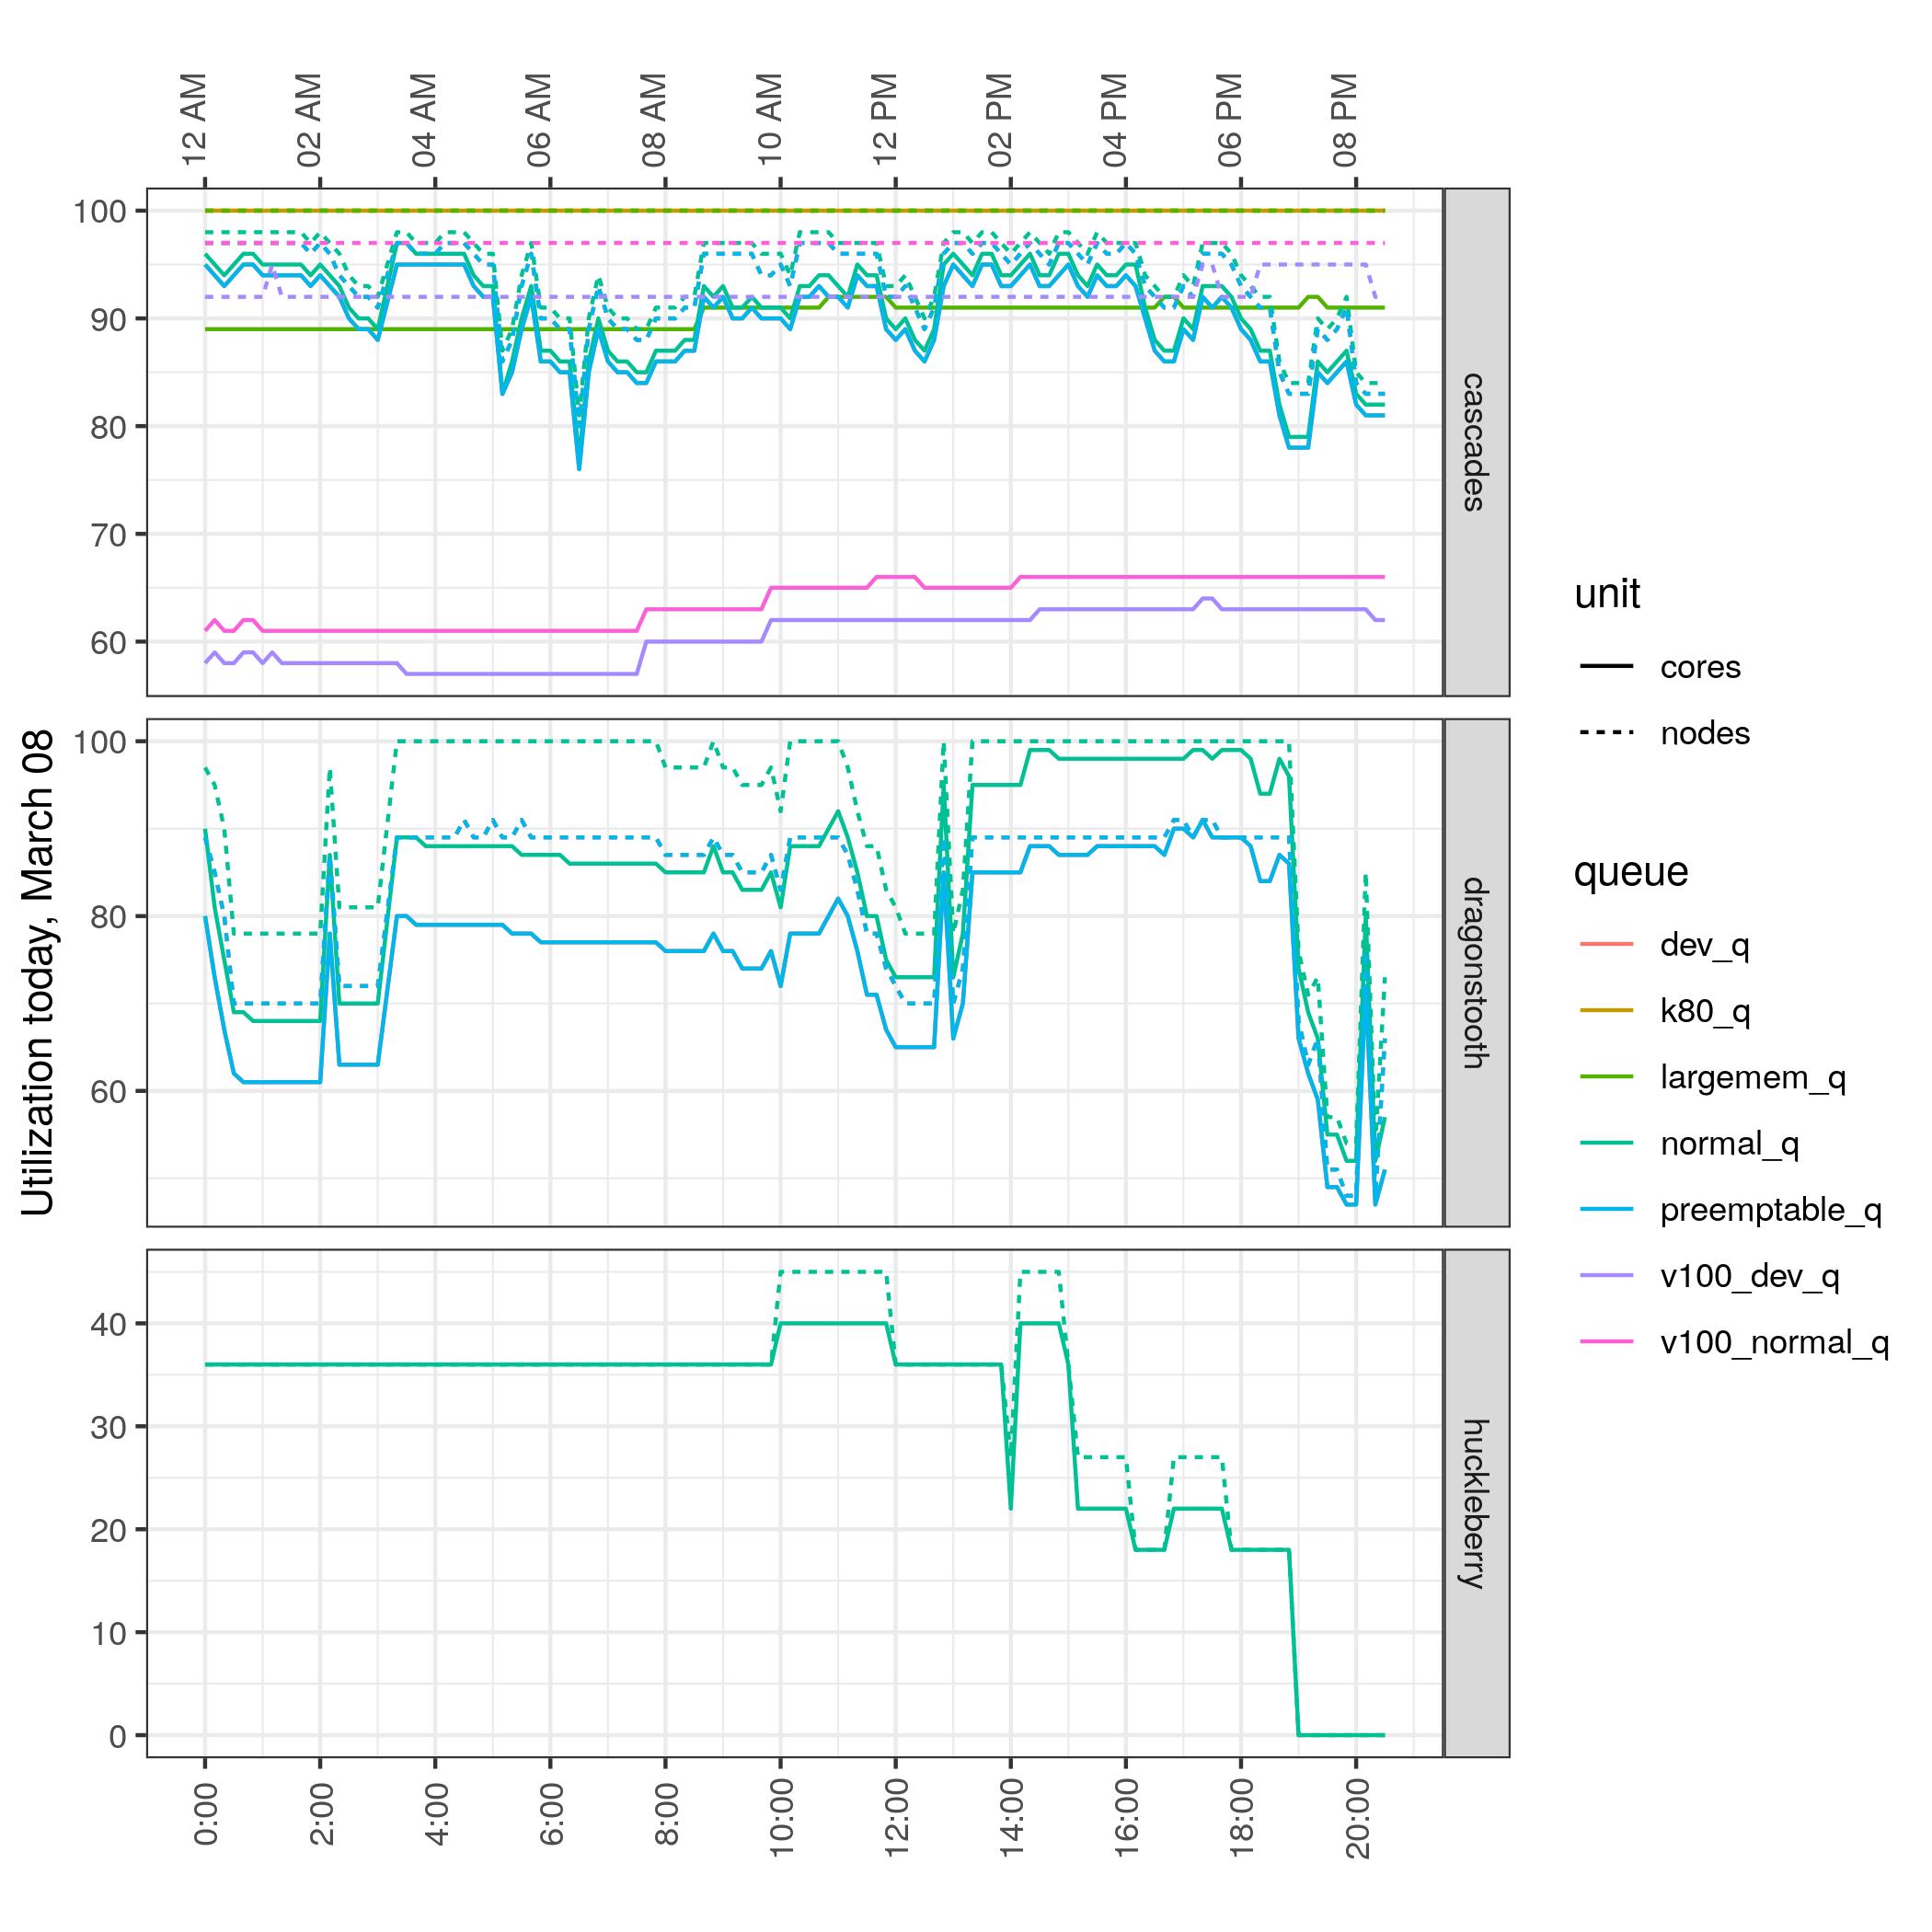 12 AM 02 AM 04 AM 06 AM 08 AM 10 AM 12 PM 02 PM 04 PM 06 PM 08 PM
Utilization today, March 08
100
90
80
70
60
cascades
100
80
60
dragonstooth
40
30
20
10
0
huckleberry
0:00 2:00 4:00 6:00 8:00 10:00 12:00 14:00 16:00 18:00 20:00
unit
cores
nodes
queue
dev_q
k80_q
largemem_q
normal_q
preemptable_q
v100_dev_q
v100_normal_q